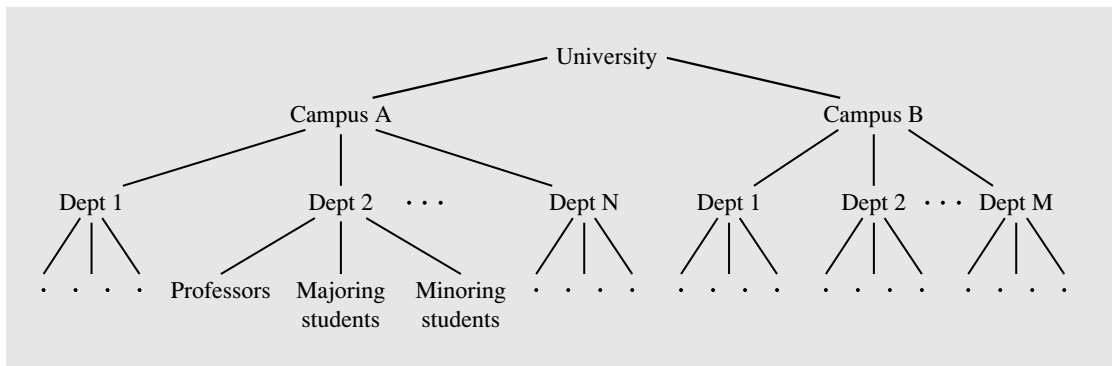 University
Campus A Campus B
Dept 1 Dept 2 · · · Dept N Dept 1 Dept 2 · · · Dept M
· · · · Professors Majoring Minoring · · · · · · · · · · · · · · · ·
students students